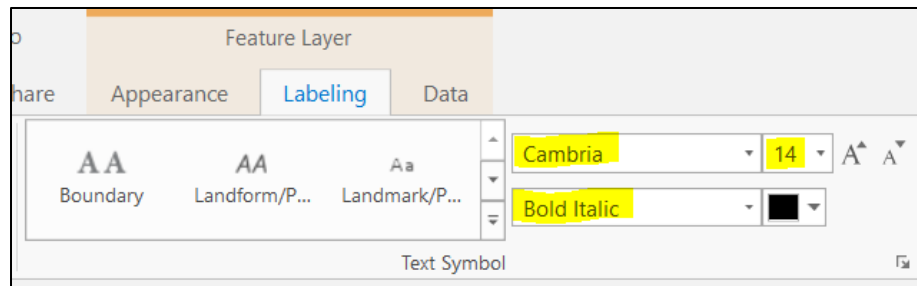 o
Feature Layer
hare Appearance Labeling Data
AA AA Aa
Boundary Landform/P... Landmark/P...
Cambria 14 A A
Bold Italic
Text Symbol